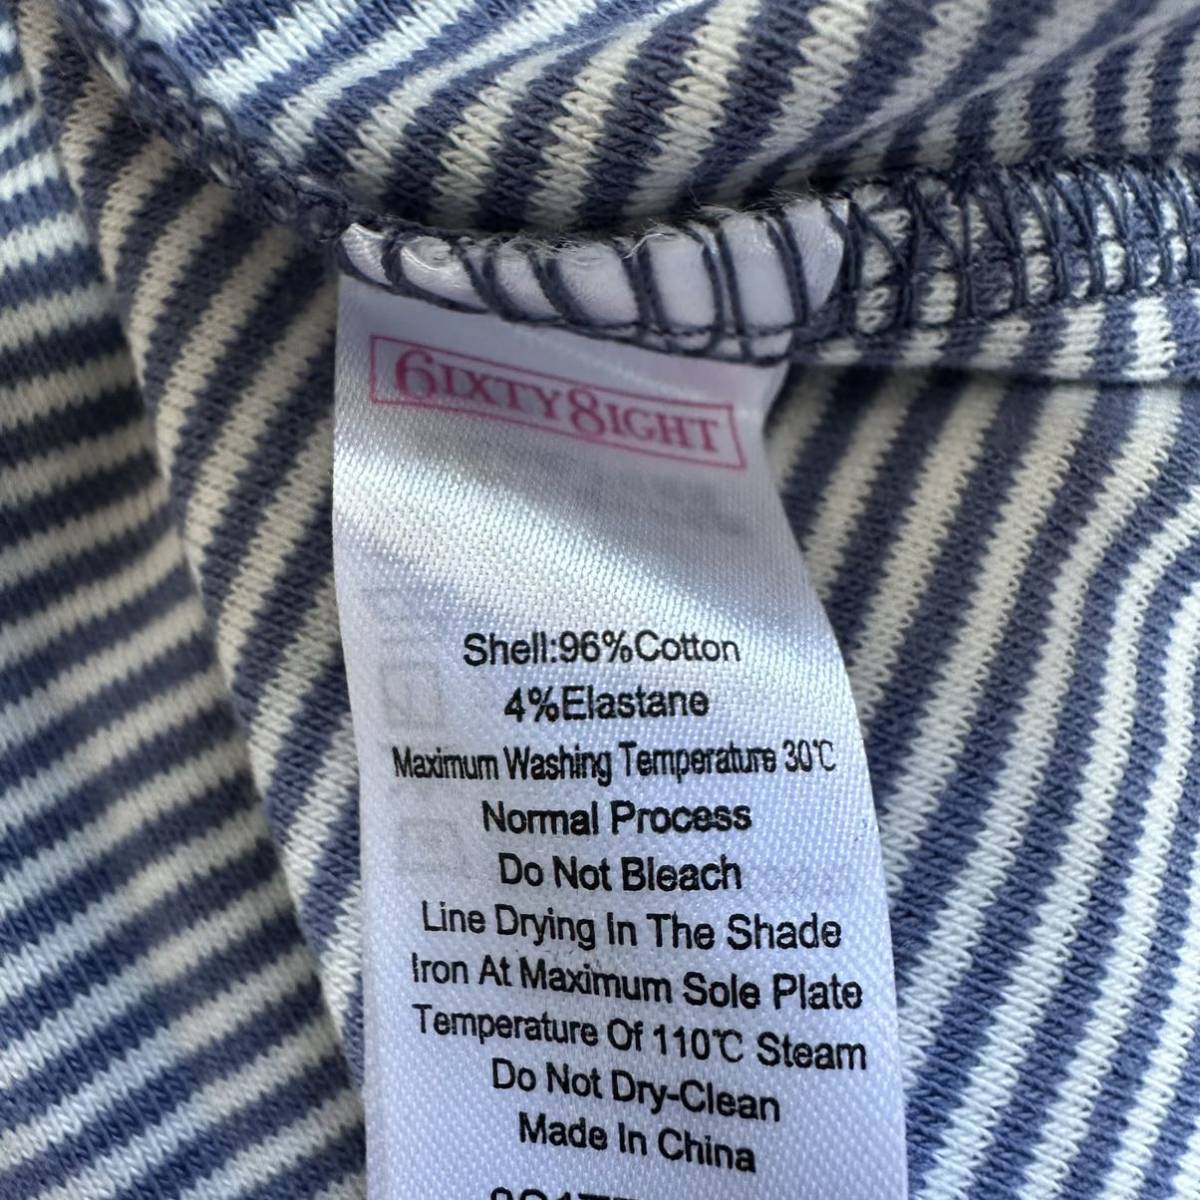 6IXTY8IGHT
Shell:96%Cotton
4%Elastane
Maximum Washing Temperature 30℃
Normal Process
Do Not Bleach
Line Drying In The Shade
Iron At Maximum Sole Plate
Temperature Of 110℃ Steam
Do Not Dry-Clean
Made In China